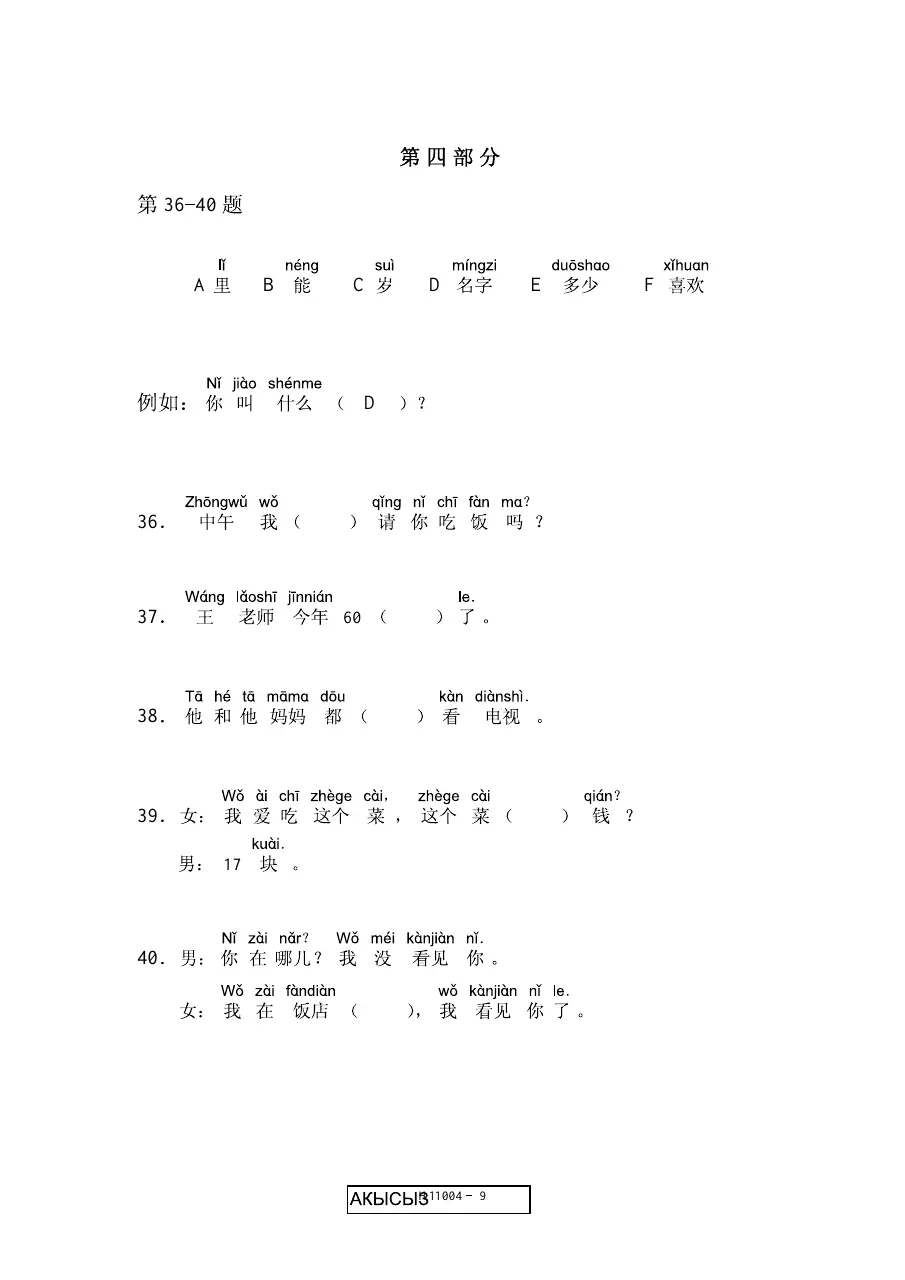 第四部分
第 36-40 题
lǐ néng suì míngzi duōshao xǐhuan
A 里 B 能 C 岁 D 名字 E 多少 F 喜欢
Nǐ jiào shénme
例如： 你 叫 什么 （ D ）？
Zhōngwǔ wǒ qǐng nǐ chī fàn ma？
36． 中午 我 （ ） 请 你 吃 饭 吗 ？
Wáng lǎoshī jīnnián le．
37． 王 老师 今年 60 （ ） 了 。
Tā hé tā māma dōu kàn diànshì．
38． 他 和 他 妈妈 都 （ ） 看 电视 。
Wǒ ài chī zhège cài， zhège cài qián？
39． 女： 我 爱 吃 这个 菜 ， 这个 菜 （ ） 钱 ？
kuài．
男： 17 块 。
Nǐ zài nǎr？ Wǒ méi kànjiàn nǐ．
40． 男： 你 在 哪儿？ 我 没 看见 你 。
Wǒ zài fàndiàn wǒ kànjiàn nǐ le．
女： 我 在 饭店 （ ）， 我 看见 你 了 。
АКЫСЫЗ 11004 - 9